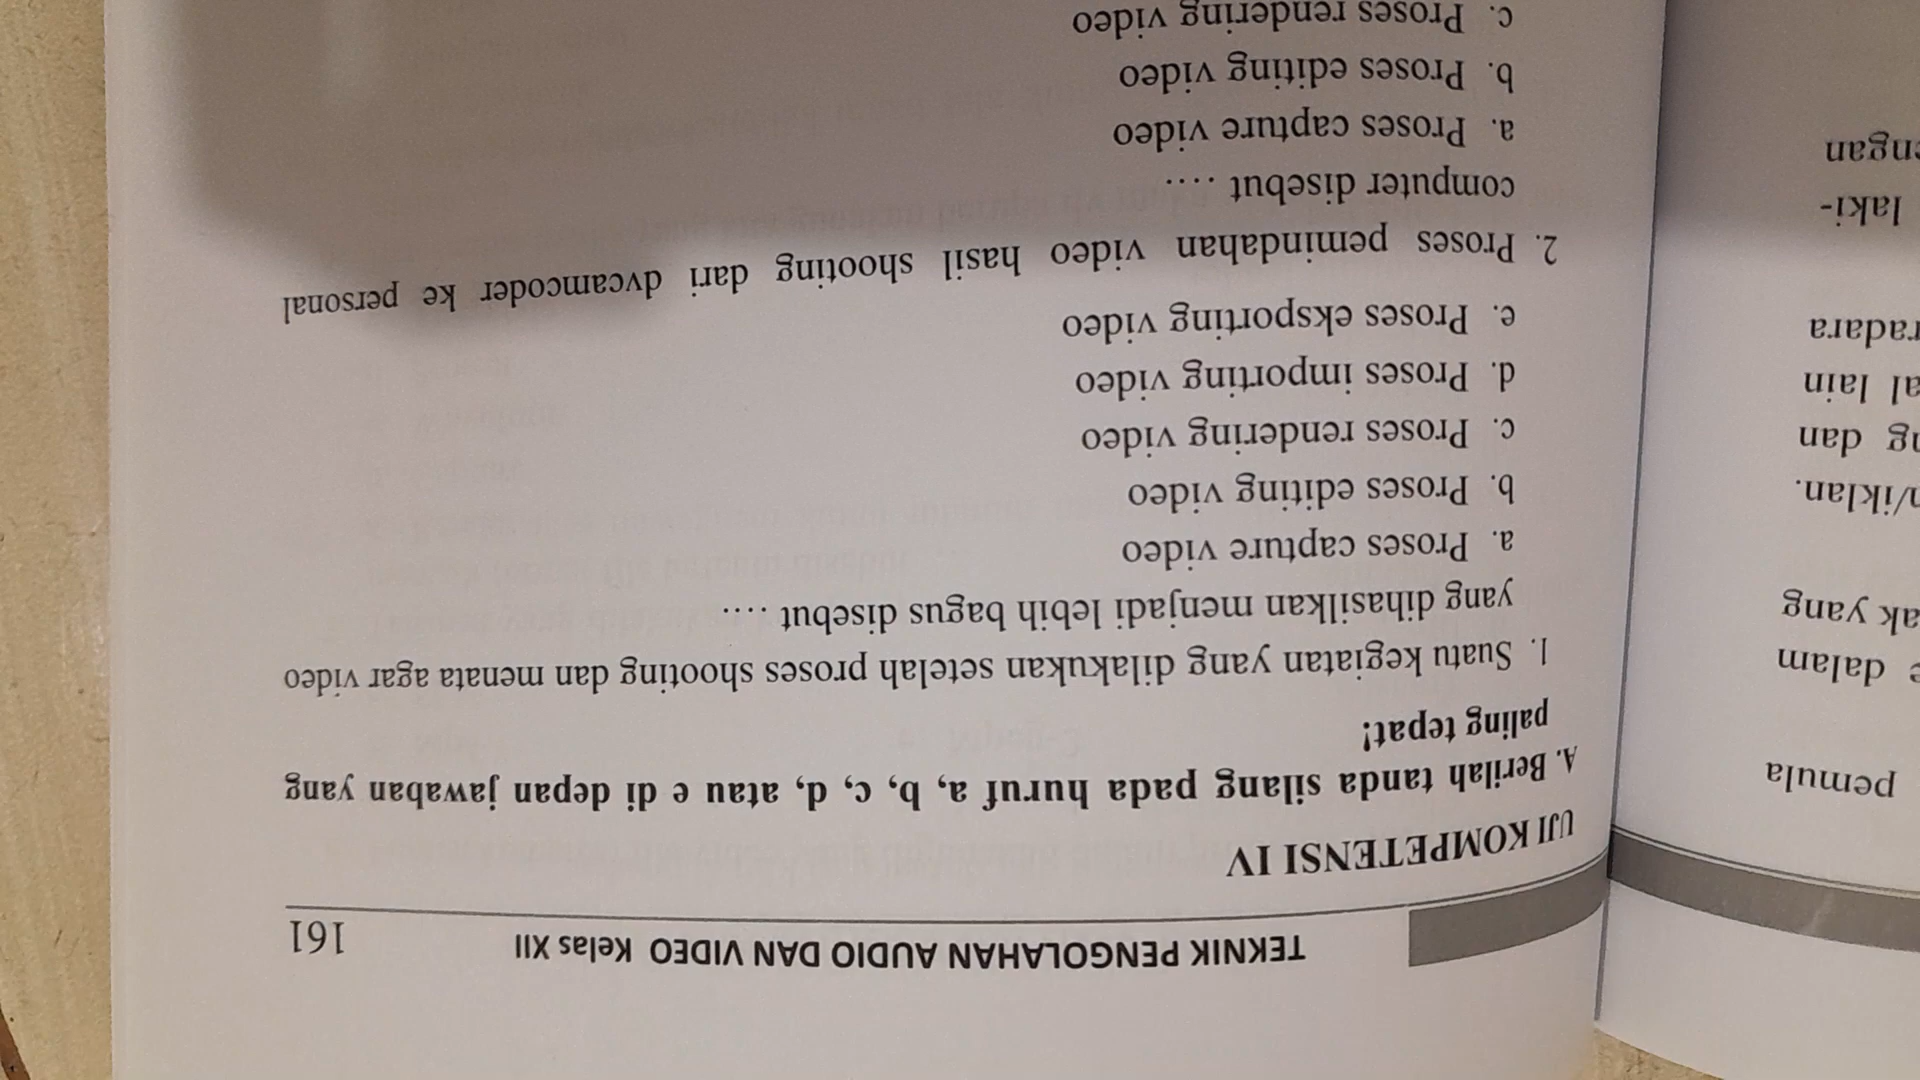 TEKNIK PENGOLAHAN AUDIO DAN VIDEO Kelas XII 161
UJI KOMPETENSI IV
A. Berilah tanda silang pada huruf a, b, c, d, atau e di depan jawaban yang
paling tepat!
1. Suatu kegiatan yang dilakukan setelah proses shooting dan menata agar video
yang dihasilkan menjadi lebih bagus disebut ....
a. Proses capture video
b. Proses editing video
c. Proses rendering video
d. Proses importing video
e. Proses eksporting video
2. Proses pemindahan video hasil shooting dari dvcamcoder ke personal
computer disebut ....
a. Proses capture video
b. Proses editing video
c. Proses rendering video
pemula
dalam
yang
/iklan.
dan
lain
radara
laki-